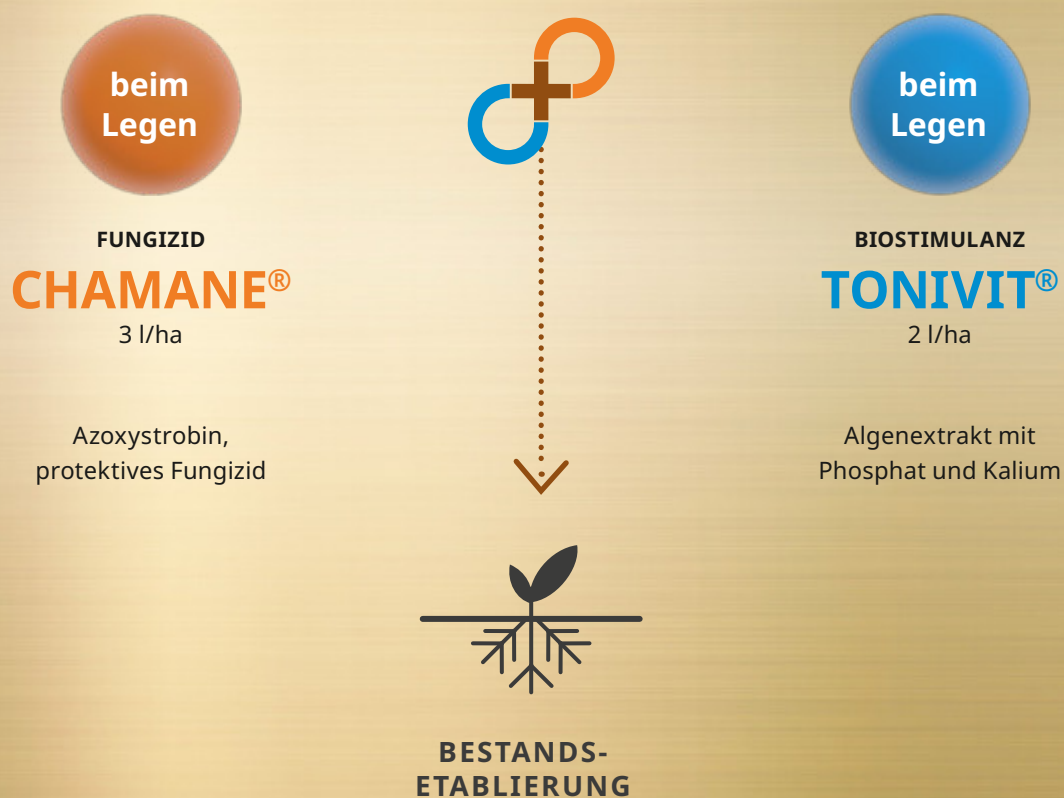 beim
Legen
FUNGIZID
CHAMANE®
3 l/ha
Azoxystrobin,
protektives Fungizid
beim
Legen
BIOSTIMULANZ
TONIVIT®
2 l/ha
Algenextrakt mit
Phosphat und Kalium
BESTANDS-
ETABLIERUNG